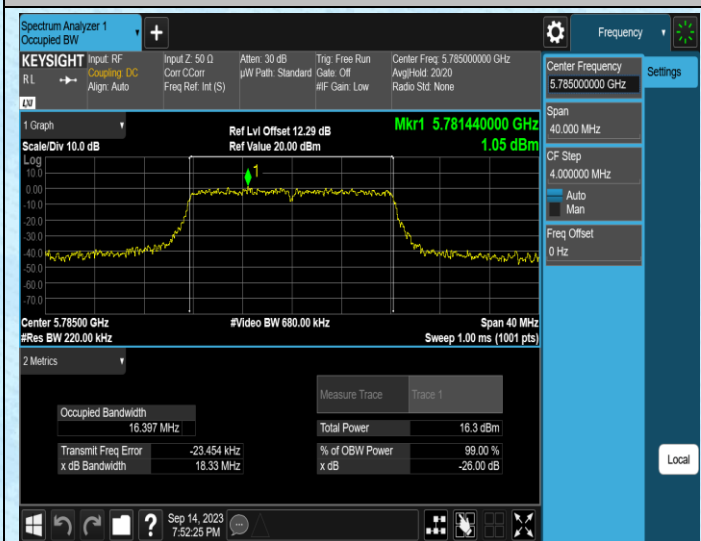 Spectrum Analyzer 1
Occupied BW
Frequency
KEYSIGHT
R L
LXI
Input: RF
Coupling: DC
Align: Auto
Input Z: 50 Ω
Corr CCorr
Freq Ref: Int (S)
Atten: 30 dB
µW Path: Standard
Trig: Free Run
Gate: Off
#IF Gain: Low
Center Freq: 5.785000000 GHz
Avg|Hold: 20/20
Radio Std: None
Center Frequency
5.785000000 GHz
Settings
Span
40.000 MHz
CF Step
4.000000 MHz
Auto
Man
Freq Offset
0 Hz
1 Graph
Ref Lvl Offset 12.29 dB
Mkr1 5.781440000 GHz
Scale/Div 10.0 dB
Ref Value 20.00 dBm
1.05 dBm
Log
10.0
0.00
-10.0
-20.0
-30.0
-40.0
-50.0
-60.0
-70.0
1
Center 5.78500 GHz
#Video BW 680.00 kHz
Span 40 MHz
#Res BW 220.00 kHz
Sweep 1.00 ms (1001 pts)
2 Metrics
Measure Trace
Trace 1
Occupied Bandwidth
16.397 MHz
Total Power
16.3 dBm
Transmit Freq Error
-23.454 kHz
% of OBW Power
99.00 %
x dB Bandwidth
18.33 MHz
x dB
-26.00 dB
Local
?
Sep 14, 2023
7:52:25 PM